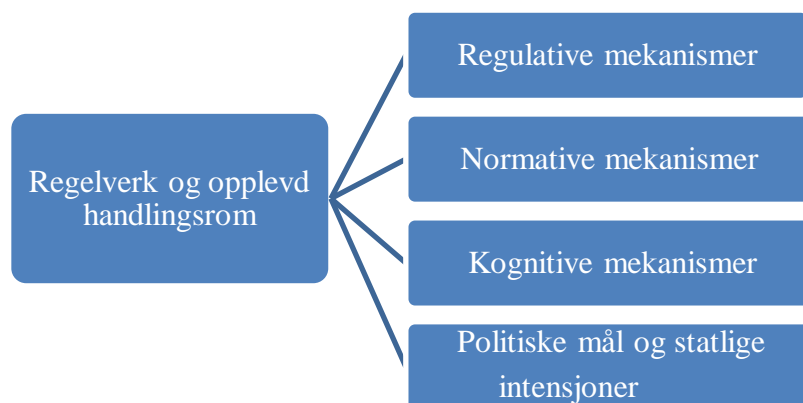 Regelverk og opplevd
handlingsrom
Regulative mekanismer
Normative mekanismer
Kognitive mekanismer
Politiske mål og statlige
intensjoner